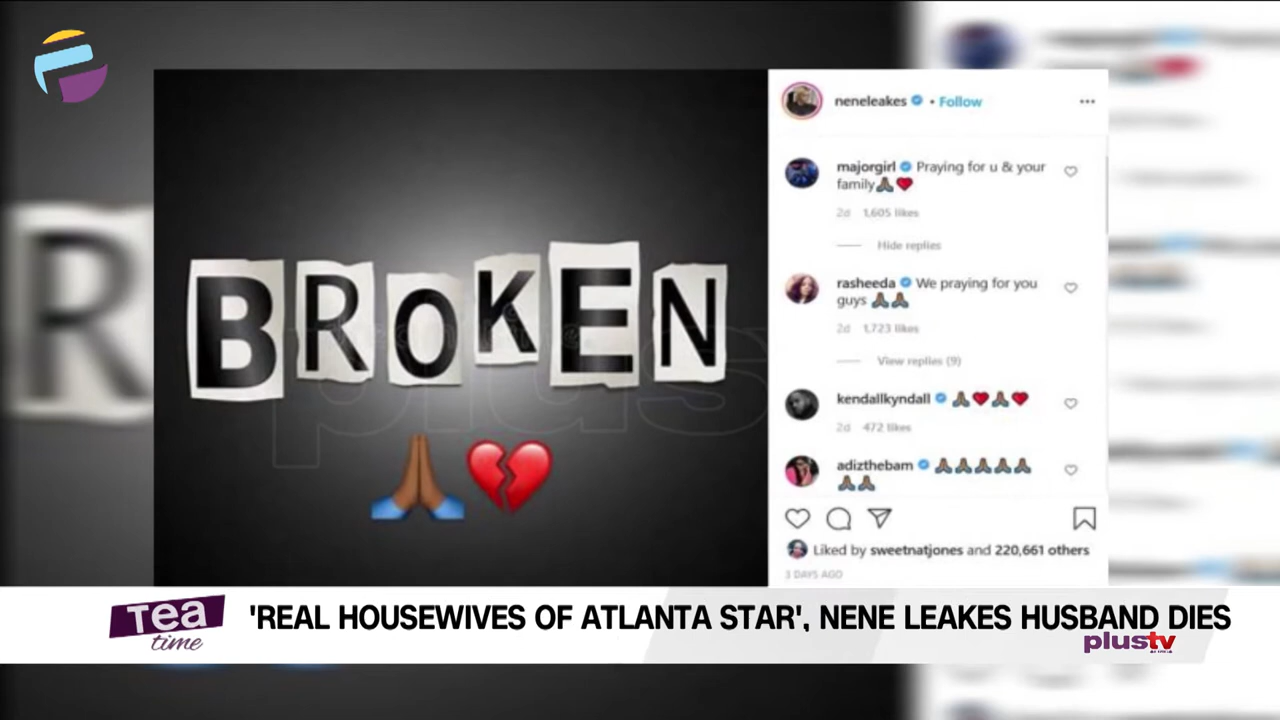 BROKEN
neneleakes • Follow
majorgirl Praying for u & your
family🙏🏾❤️
2d 1,605 likes
Hide replies
rasheeda We praying for you
guys 🙏🏾🙏🏾
2d 1,723 likes
View replies (9)
kendallkyndall 🙏🏾❤️🙏🏾❤️
2d 472 likes
adizthebam 🙏🏾🙏🏾🙏🏾🙏🏾🙏🏾
🙏🏾🙏🏾
Liked by sweetnatjones and 220,661 others
3 DAYS AGO
plus
Tea
time
'REAL HOUSEWIVES OF ATLANTA STAR', NENE LEAKES HUSBAND DIES
plustv